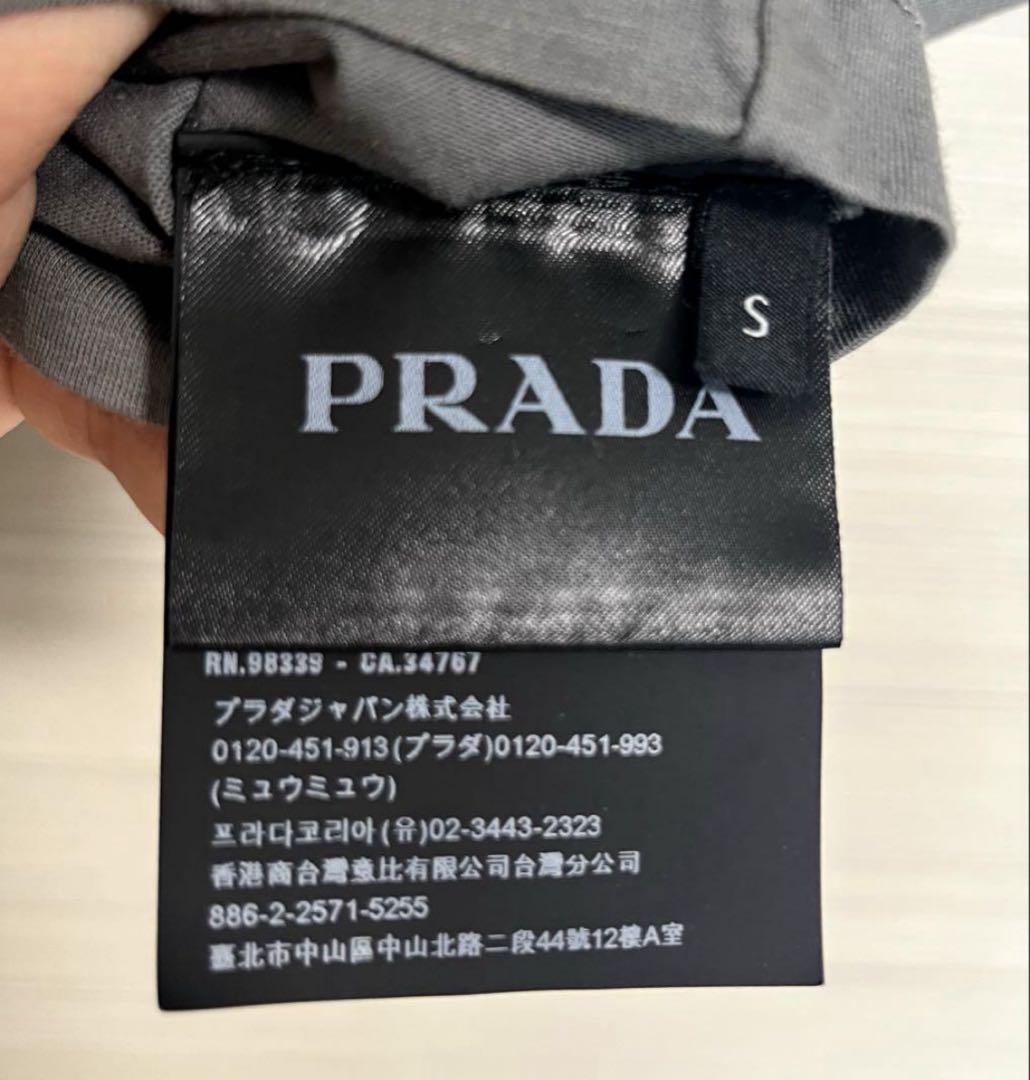 S
PRADA
RN.98339 - CA.34767
プラダジャパン株式会社
0120-451-913(プラダ)0120-451-993
(ミュウミュウ)
프라다코리아(유)02-3443-2323
香港商台灣意比有限公司台灣分公司
886-2-2571-5255
臺北市中山區中山北路二段44號12樓A室